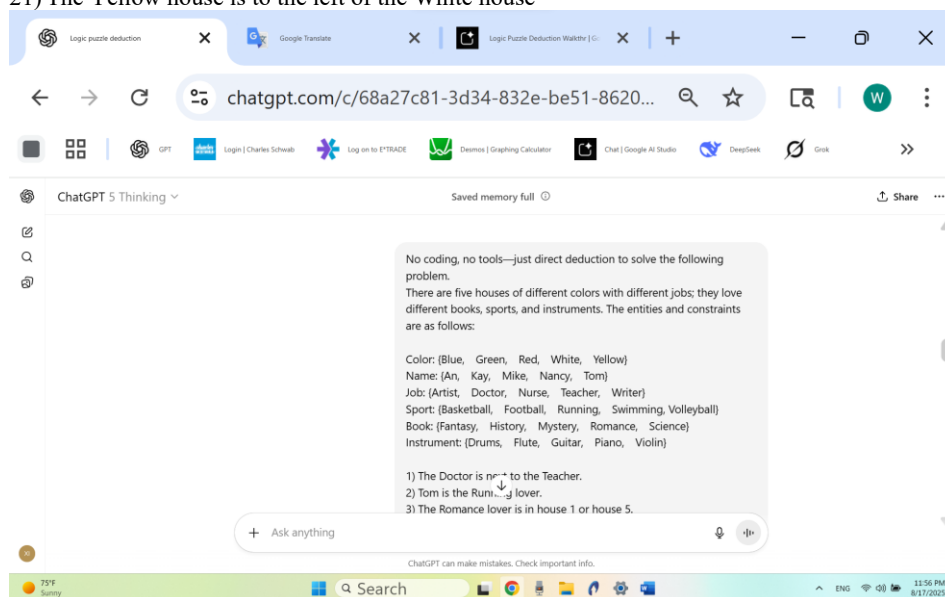 21) The Yellow house is to the left of the White house
Logic puzzle deduction
Google Translate
Logic Puzzle Deduction Walkthr | Go
chatgpt.com/c/68a27c81-3d34-832e-be51-8620...
W
GPT
charles SCHWAB
Login | Charles Schwab
Log on to E*TRADE
Desmos | Graphing Calculator
Chat | Google AI Studio
DeepSeek
Grok
ChatGPT 5 Thinking
Saved memory full
Share
No coding, no tools—just direct deduction to solve the following
problem.
There are five houses of different colors with different jobs; they love
different books, sports, and instruments. The entities and constraints
are as follows:
Color: {Blue, Green, Red, White, Yellow}
Name: {An, Kay, Mike, Nancy, Tom}
Job: {Artist, Doctor, Nurse, Teacher, Writer}
Sport: {Basketball, Football, Running, Swimming, Volleyball}
Book: {Fantasy, History, Mystery, Romance, Science}
Instrument: {Drums, Flute, Guitar, Piano, Violin}
1) The Doctor is next to the Teacher.
2) Tom is the Running lover.
3) The Romance lover is in house 1 or house 5.
Ask anything
ChatGPT can make mistakes. Check important info.
75°F
Sunny
Search
ENG
11:56 PM
8/17/2025